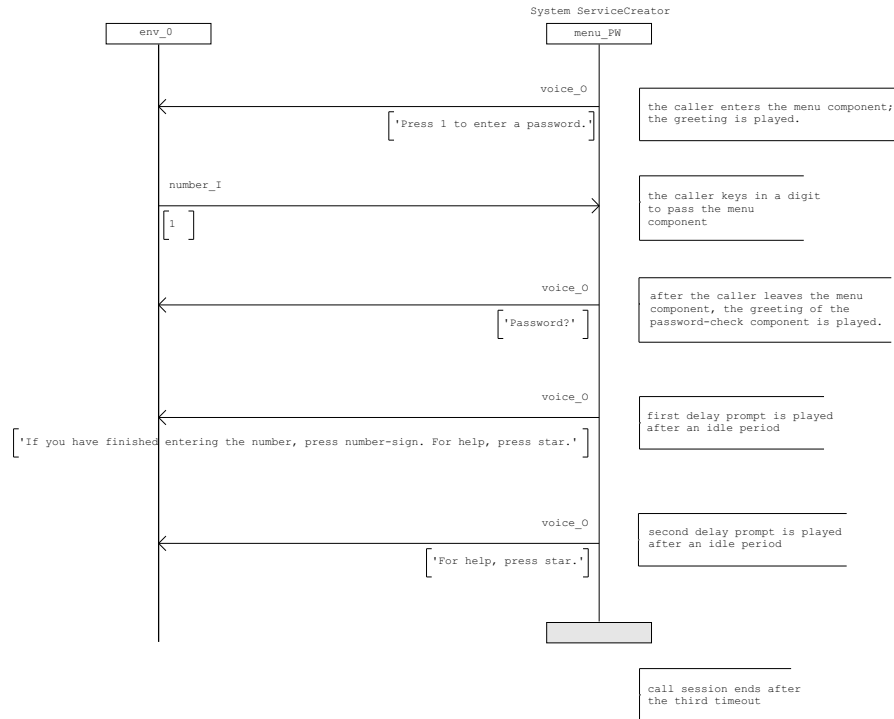 System ServiceCreator
env_0
menu_PW
voice_O
'Press 1 to enter a password.'
the caller enters the menu component;
the greeting is played.
number_I
1
the caller keys in a digit
to pass the menu
component
voice_O
'Password?'
after the caller leaves the menu
component, the greeting of the
password-check component is played.
voice_O
'If you have finished entering the number, press number-sign. For help, press star.'
first delay prompt is played
after an idle period
voice_O
'For help, press star.'
second delay prompt is played
after an idle period
call session ends after
the third timeout